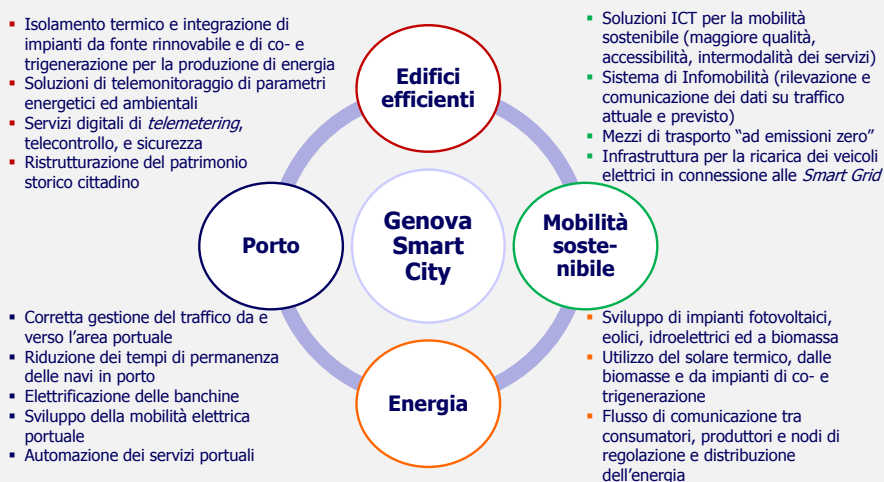 ▪ Isolamento termico e integrazione di
impianti da fonte rinnovabile e di co- e
trigenerazione per la produzione di energia
▪ Soluzioni di telemonitoraggio di parametri
energetici ed ambientali
▪ Servizi digitali di telemetering,
telecontrollo, e sicurezza
▪ Ristrutturazione del patrimonio
storico cittadino
Edifici
efficienti
▪ Soluzioni ICT per la mobilità
sostenibile (maggiore qualità,
accessibilità, intermodalità dei servizi)
▪ Sistema di Infomobilità (rilevazione e
comunicazione dei dati su traffico
attuale e previsto)
▪ Mezzi di trasporto “ad emissioni zero”
▪ Infrastruttura per la ricarica dei veicoli
elettrici in connessione alle Smart Grid
Porto
Genova
Smart
City
Mobilità
soste-
nibile
▪ Corretta gestione del traffico da e
verso l’area portuale
▪ Riduzione dei tempi di permanenza
delle navi in porto
▪ Elettrificazione delle banchine
▪ Sviluppo della mobilità elettrica
portuale
▪ Automazione dei servizi portuali
Energia
▪ Sviluppo di impianti fotovoltaici,
eolici, idroelettrici ed a biomassa
▪ Utilizzo del solare termico, dalle
biomasse e da impianti di co- e
trigenerazione
▪ Flusso di comunicazione tra
consumatori, produttori e nodi di
regolazione e distribuzione
dell’energia